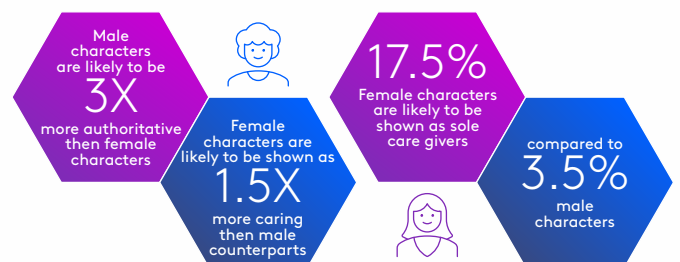 Male
characters
are likely to be
3X
more authoritative
then female
characters
Female
characters are
likely to be shown as
1.5X
more caring
then male
counterparts
17.5%
Female characters
are likely to be
shown as sole
care givers
compared to
3.5%
male
characters